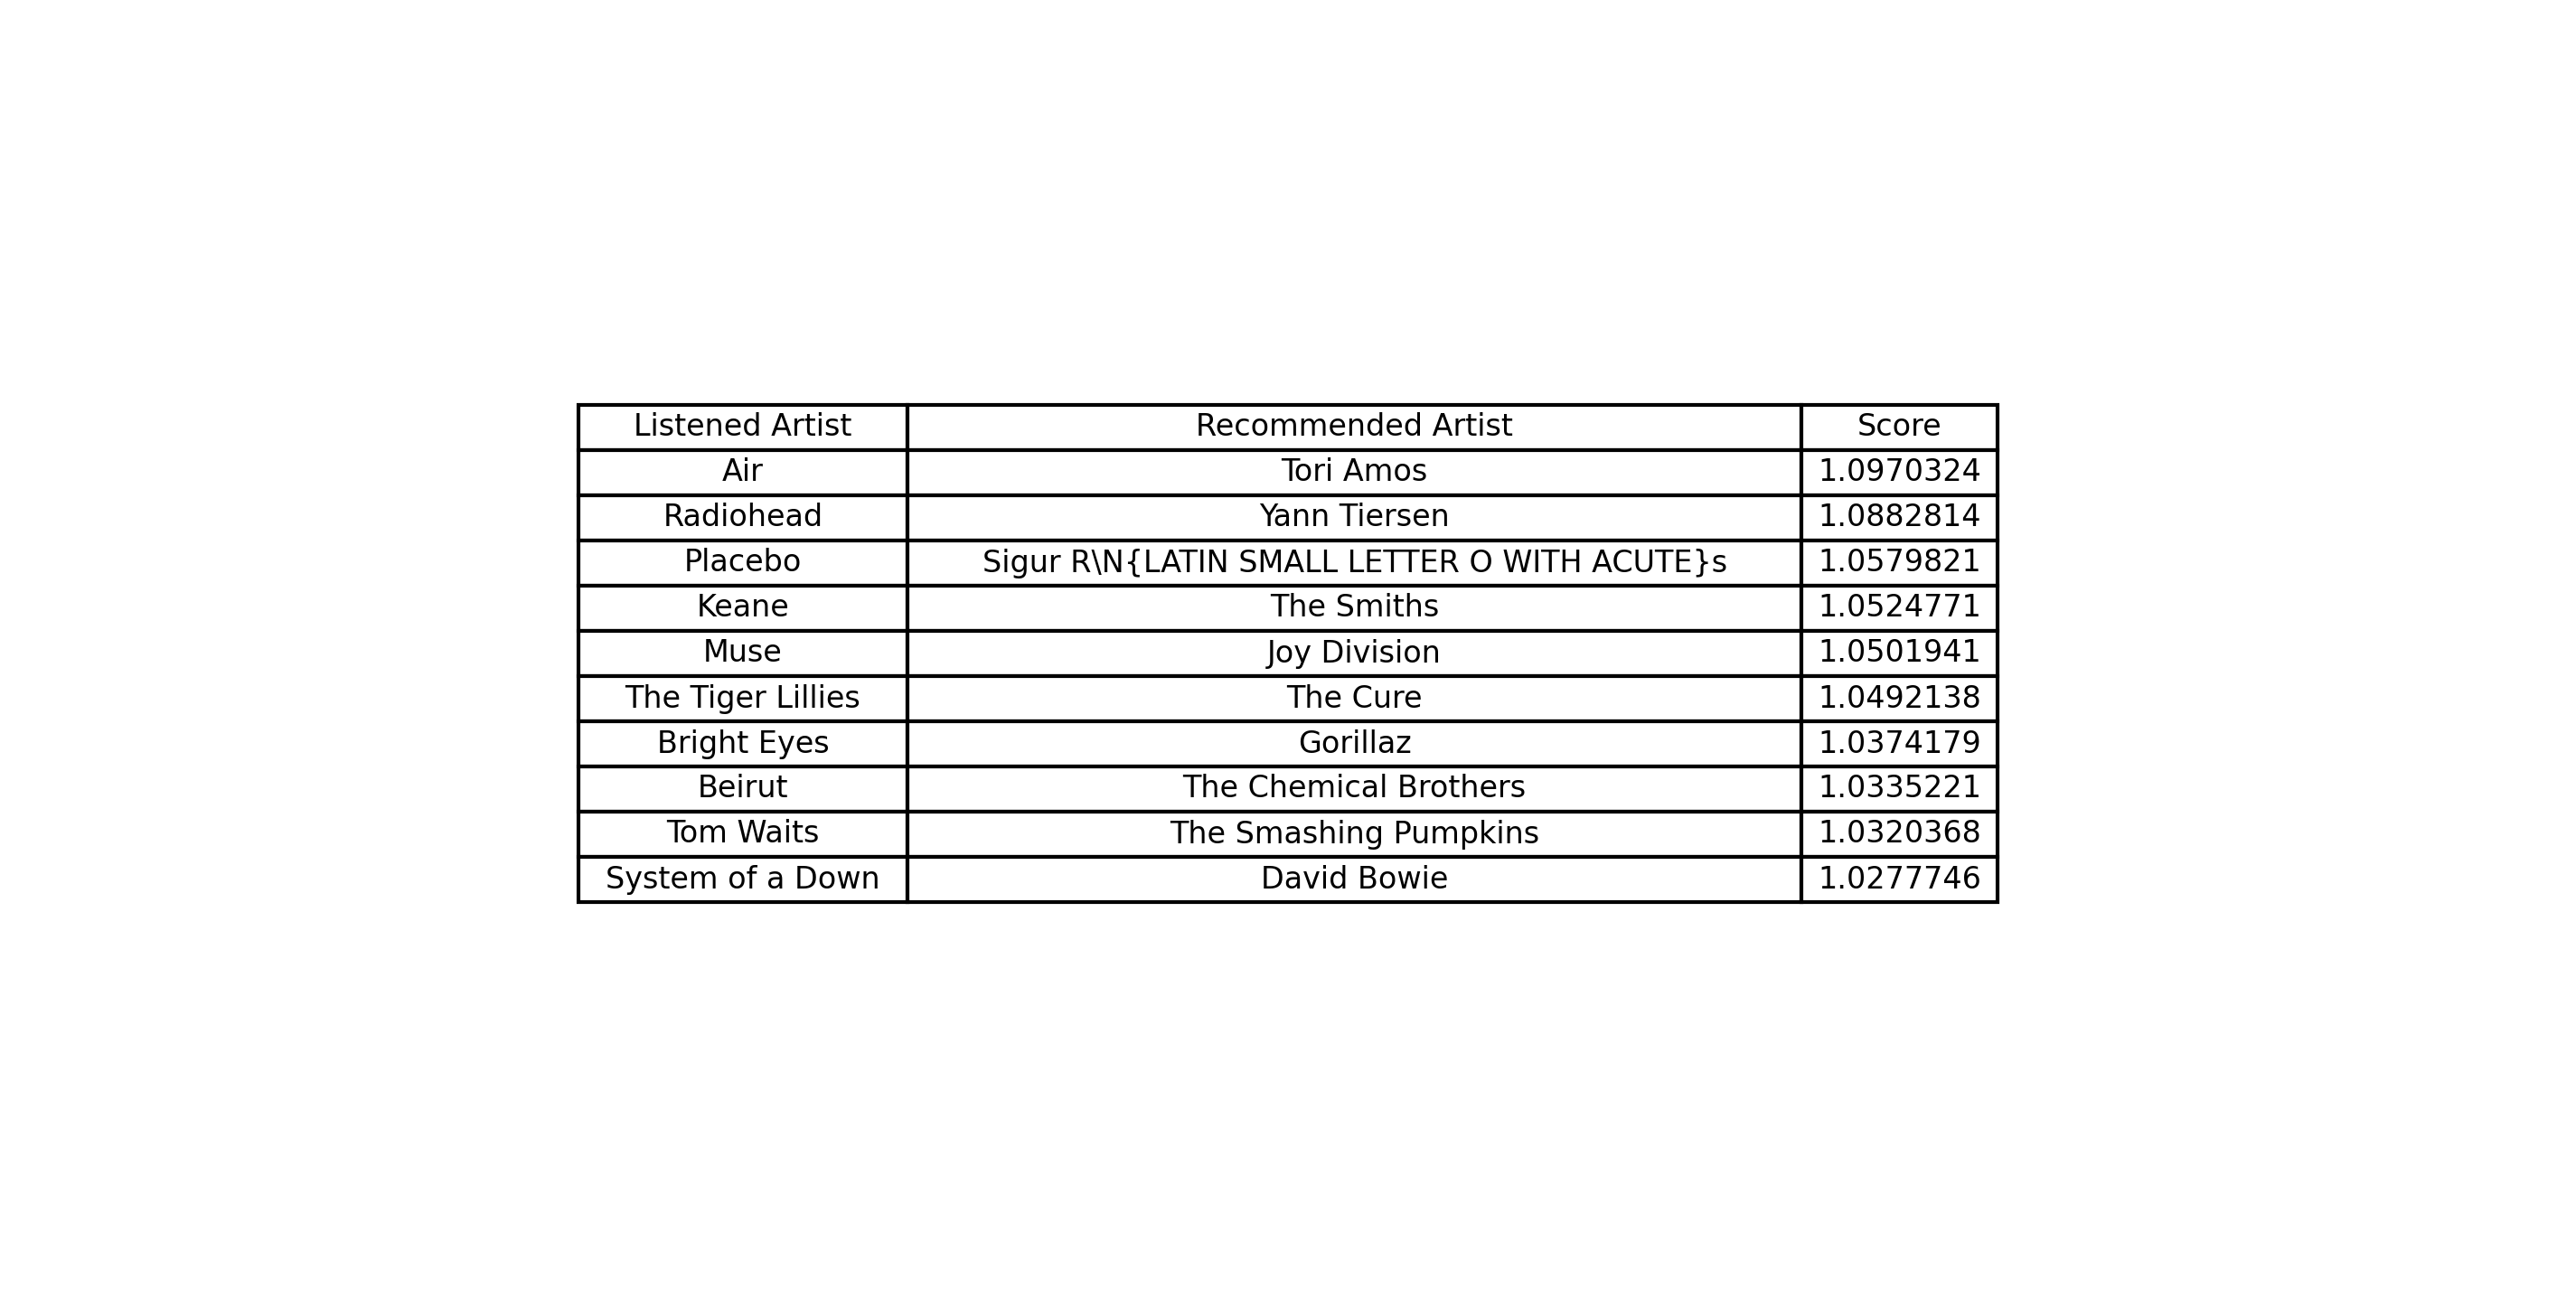 Listened Artist Recommended Artist Score
Air Tori Amos 1.0970324
Radiohead Yann Tiersen 1.0882814
Placebo Sigur R\N{LATIN SMALL LETTER O WITH ACUTE}s 1.0579821
Keane The Smiths 1.0524771
Muse Joy Division 1.0501941
The Tiger Lillies The Cure 1.0492138
Bright Eyes Gorillaz 1.0374179
Beirut The Chemical Brothers 1.0335221
Tom Waits The Smashing Pumpkins 1.0320368
System of a Down David Bowie 1.0277746